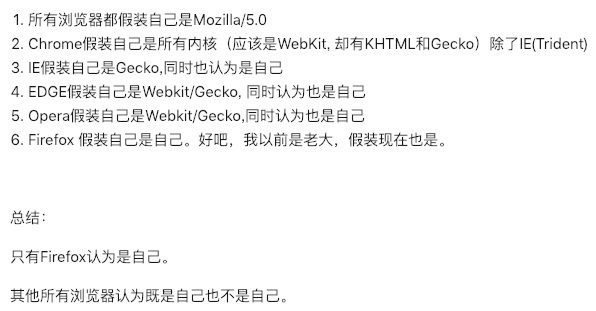 1. 所有浏览器都假装自己是Mozilla/5.0
2. Chrome假装自己是所有内核（应该是WebKit, 却有KHTML和Gecko）除了IE(Trident)
3. IE假装自己是Gecko,同时也认为是自己
4. EDGE假装自己是Webkit/Gecko, 同时认为也是自己
5. Opera假装自己是Webkit/Gecko,同时认为也是自己
6. Firefox 假装自己是自己。好吧，我以前是老大，假装现在也是。
总结：
只有Firefox认为是自己。
其他所有浏览器认为既是自己也不是自己。